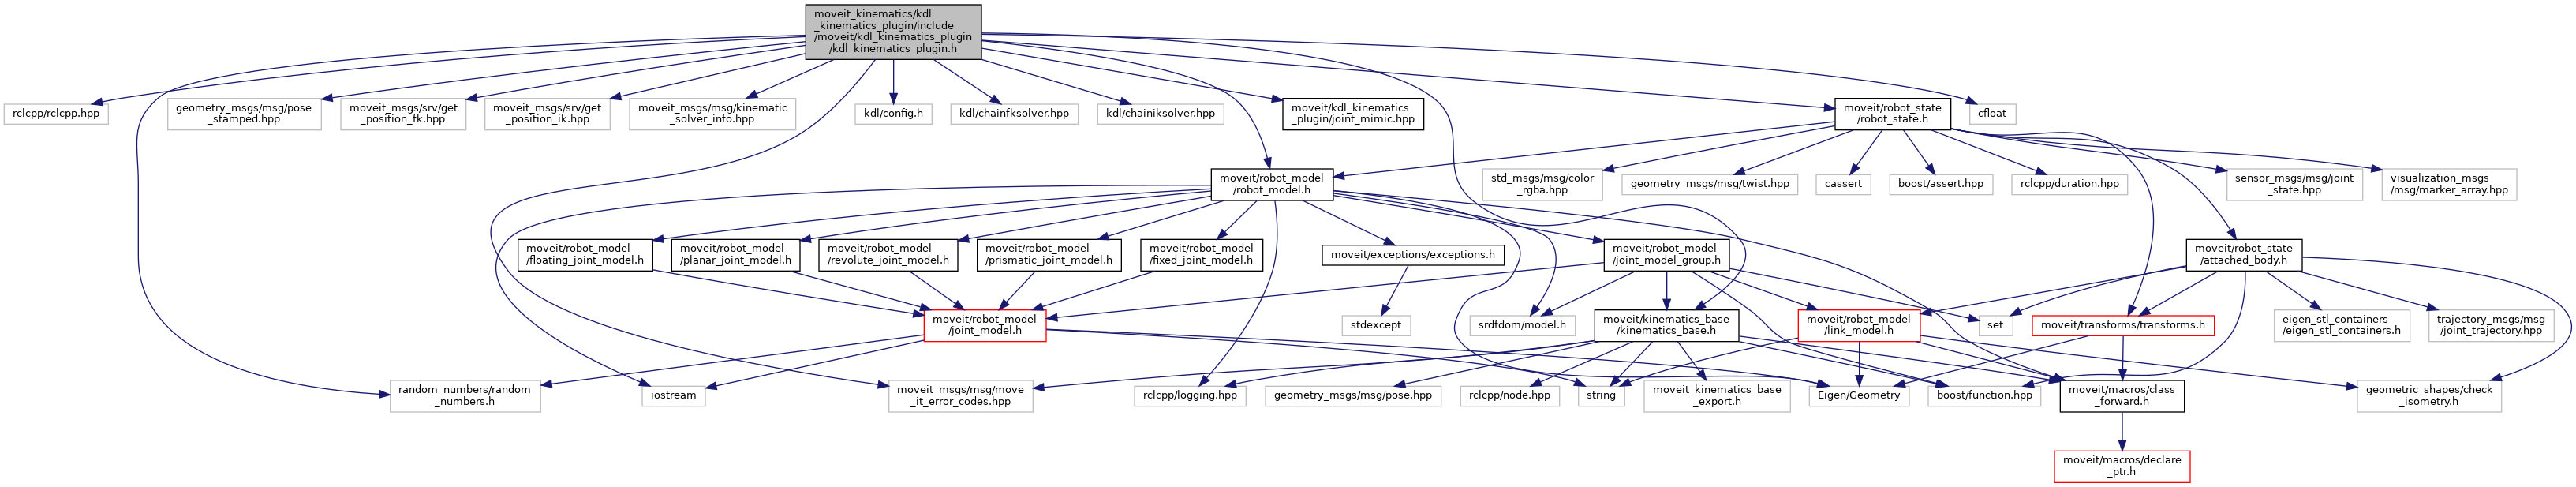 moveit_kinematics/kdl
_kinematics_plugin/include
/moveit/kdl_kinematics_plugin
/kdl_kinematics_plugin.h
rclcpp/rclcpp.hpp
geometry_msgs/msg/pose
_stamped.hpp
moveit_msgs/srv/get
_position_fk.hpp
moveit_msgs/srv/get
_position_ik.hpp
moveit_msgs/msg/kinematic
_solver_info.hpp
kdl/config.h
kdl/chainfksolver.hpp
kdl/chainiksolver.hpp
moveit/kdl_kinematics
_plugin/joint_mimic.hpp
moveit/robot_state
/robot_state.h
cfloat
moveit/robot_model
/robot_model.h
std_msgs/msg/color
_rgba.hpp
geometry_msgs/msg/twist.hpp
cassert
boost/assert.hpp
rclcpp/duration.hpp
sensor_msgs/msg/joint
_state.hpp
visualization_msgs
/msg/marker_array.hpp
moveit/robot_model
/floating_joint_model.h
moveit/robot_model
/planar_joint_model.h
moveit/robot_model
/revolute_joint_model.h
moveit/robot_model
/prismatic_joint_model.h
moveit/robot_model
/fixed_joint_model.h
moveit/exceptions/exceptions.h
moveit/robot_model
/joint_model_group.h
moveit/robot_state
/attached_body.h
moveit/robot_model
/joint_model.h
stdexcept
srdfdom/model.h
moveit/kinematics_base
/kinematics_base.h
moveit/robot_model
/link_model.h
set
moveit/transforms/transforms.h
eigen_stl_containers
/eigen_stl_containers.h
trajectory_msgs/msg
/joint_trajectory.hpp
random_numbers/random
_numbers.h
iostream
moveit_msgs/msg/move
_it_error_codes.hpp
rclcpp/logging.hpp
geometry_msgs/msg/pose.hpp
rclcpp/node.hpp
string
moveit_kinematics_base
_export.h
Eigen/Geometry
boost/function.hpp
moveit/macros/class
_forward.h
geometric_shapes/check
_isometry.h
moveit/macros/declare
_ptr.h